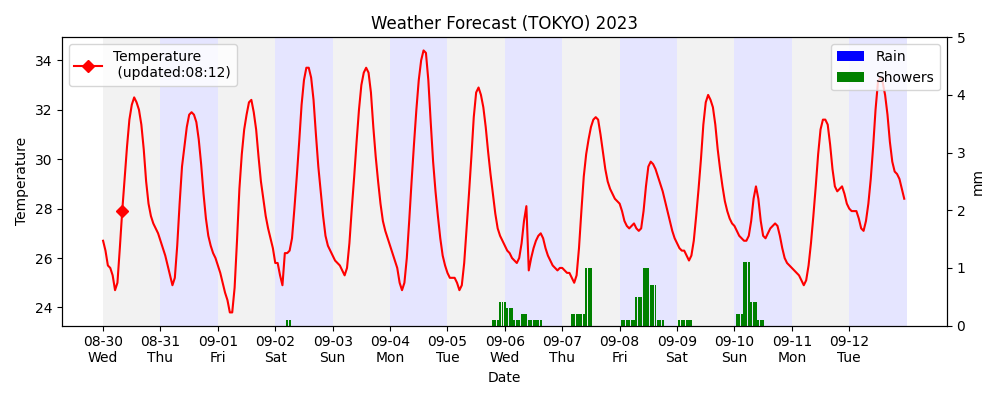 Weather Forecast (TOKYO) 2023
Temperature
(updated:08:12)
Rain
Showers
Temperature
34
32
30
28
26
24
5
4
3
2
1
0
mm
08-30 08-31 09-01 09-02 09-03 09-04 09-05 09-06 09-07 09-08 09-09 09-10 09-11 09-12
Wed Thu Fri Sat Sun Mon Tue Wed Thu Fri Sat Sun Mon Tue
Date